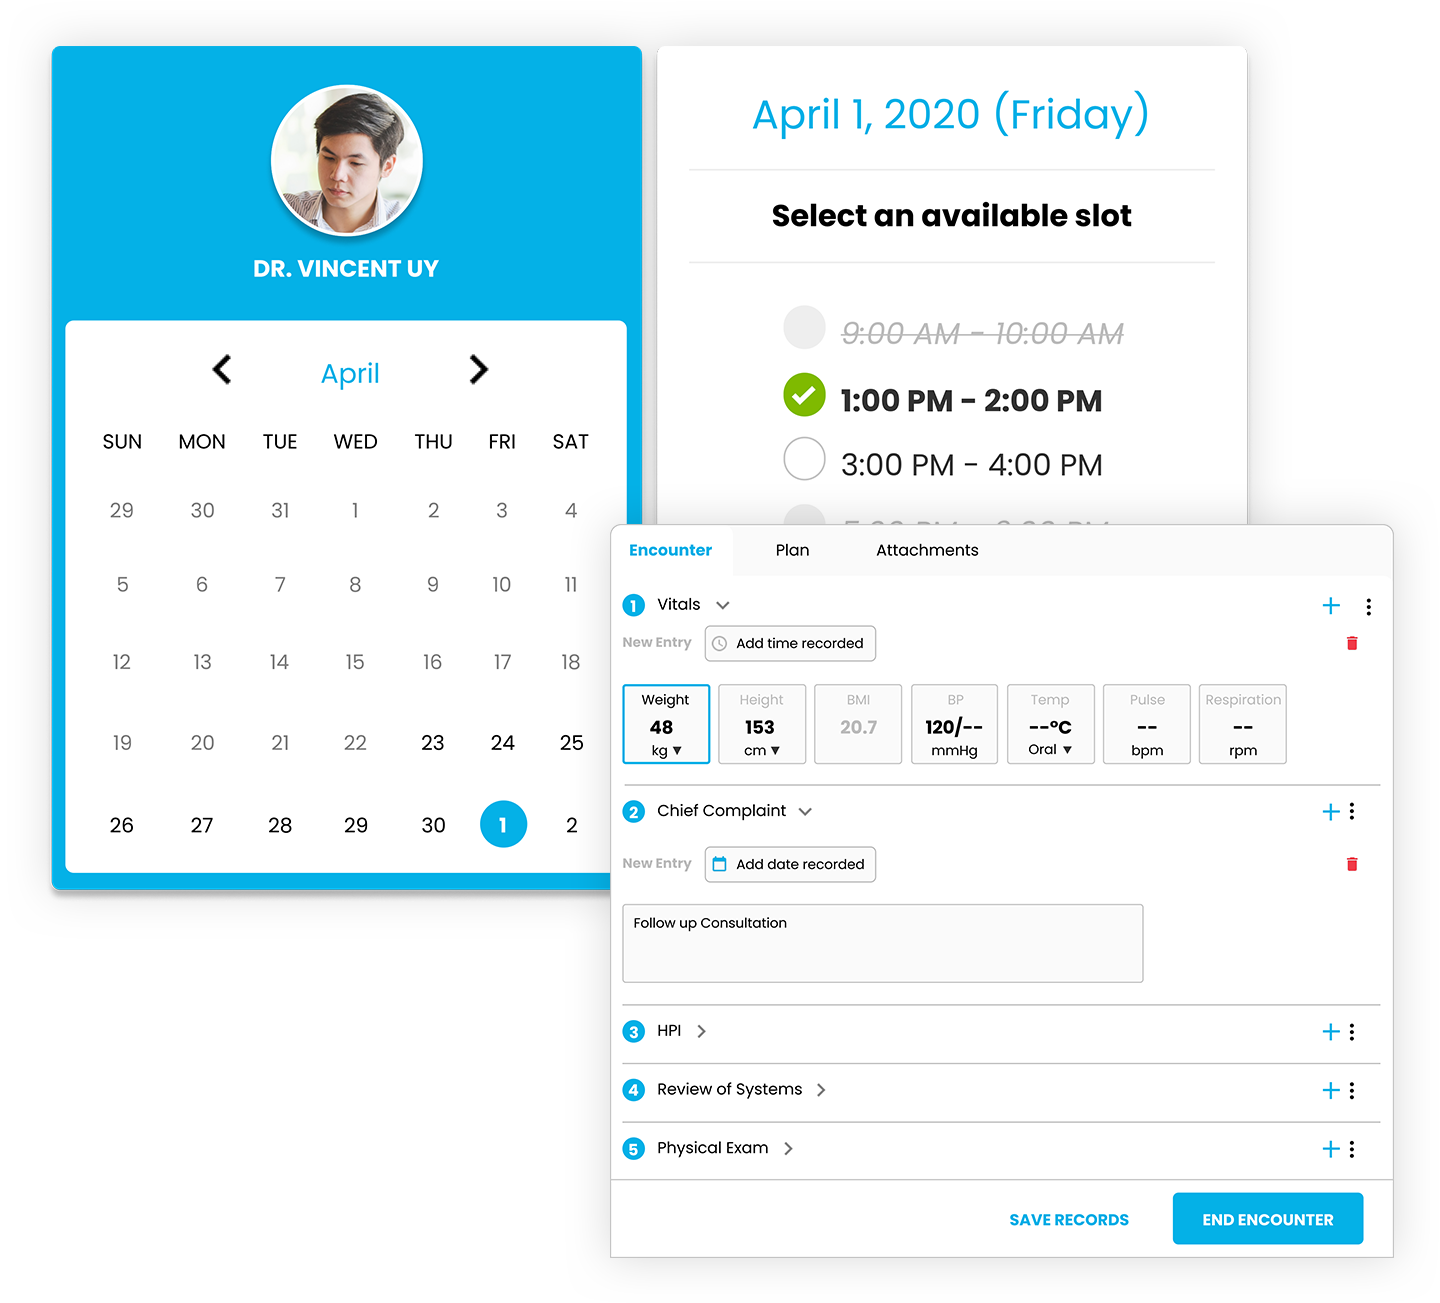 DR. VINCENT UY
April
SUN MON TUE WED THU FRI SAT
29 30 31 1 2 3 4
5 6 7 8 9 10 11
12 13 14 15 16 17 18
19 20 21 22 23 24 25
26 27 28 29 30 1 2
April 1, 2020 (Friday)
Select an available slot
9:00 AM - 10:00 AM
1:00 PM - 2:00 PM
3:00 PM - 4:00 PM
Encounter Plan Attachments
1 Vitals
New Entry Add time recorded
Weight Height BMI BP Temp Pulse Respiration
48 153 20.7 120/-- --°C -- --
kg ▼ cm ▼ mmHg Oral ▼ bpm rpm
2 Chief Complaint
New Entry Add date recorded
Follow up Consultation
3 HPI
4 Review of Systems
5 Physical Exam
SAVE RECORDS END ENCOUNTER